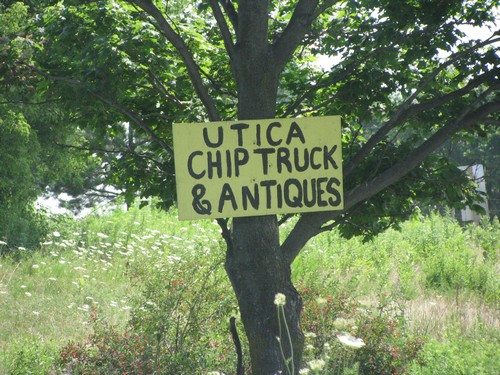 UTICA
CHIP TRUCK
& ANTIQUES